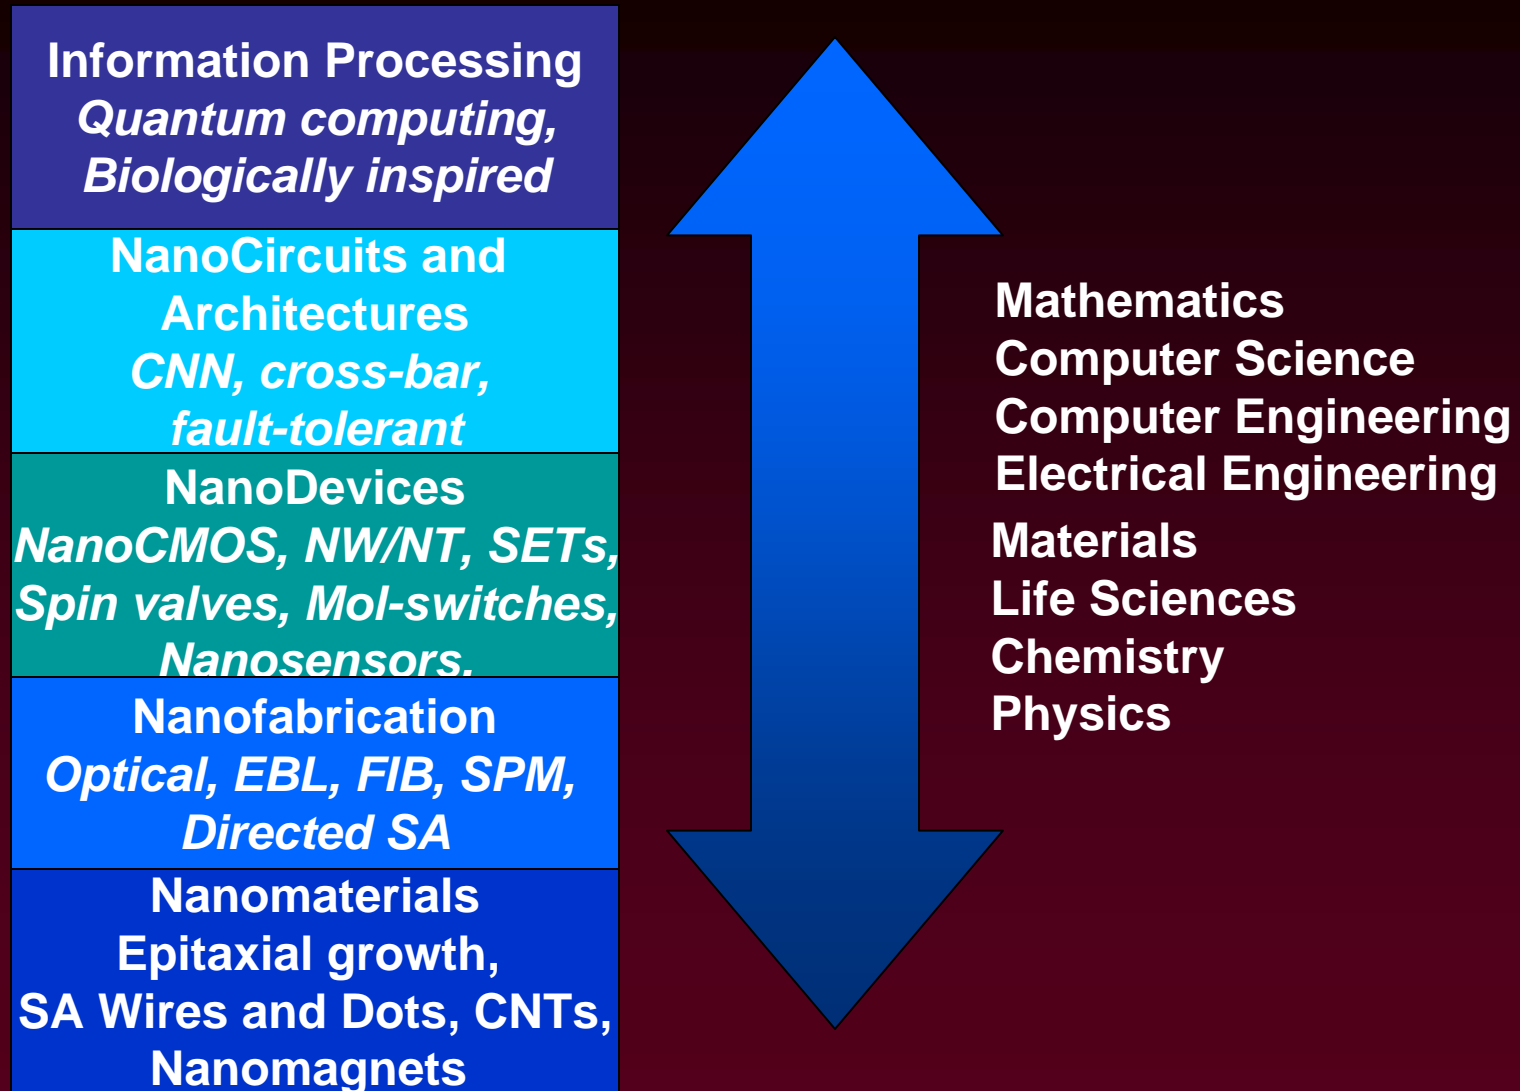 Information Processing
Quantum computing,
Biologically inspired
NanoCircuits and
Architectures
CNN, cross-bar,
fault-tolerant
NanoDevices
NanoCMOS, NW/NT, SETs,
Spin valves, Mol-switches,
Nanosensors,
Nanofabrication
Optical, EBL, FIB, SPM,
Directed SA
Nanomaterials
Epitaxial growth,
SA Wires and Dots, CNTs,
Nanomagnets
Mathematics
Computer Science
Computer Engineering
Electrical Engineering
Materials
Life Sciences
Chemistry
Physics